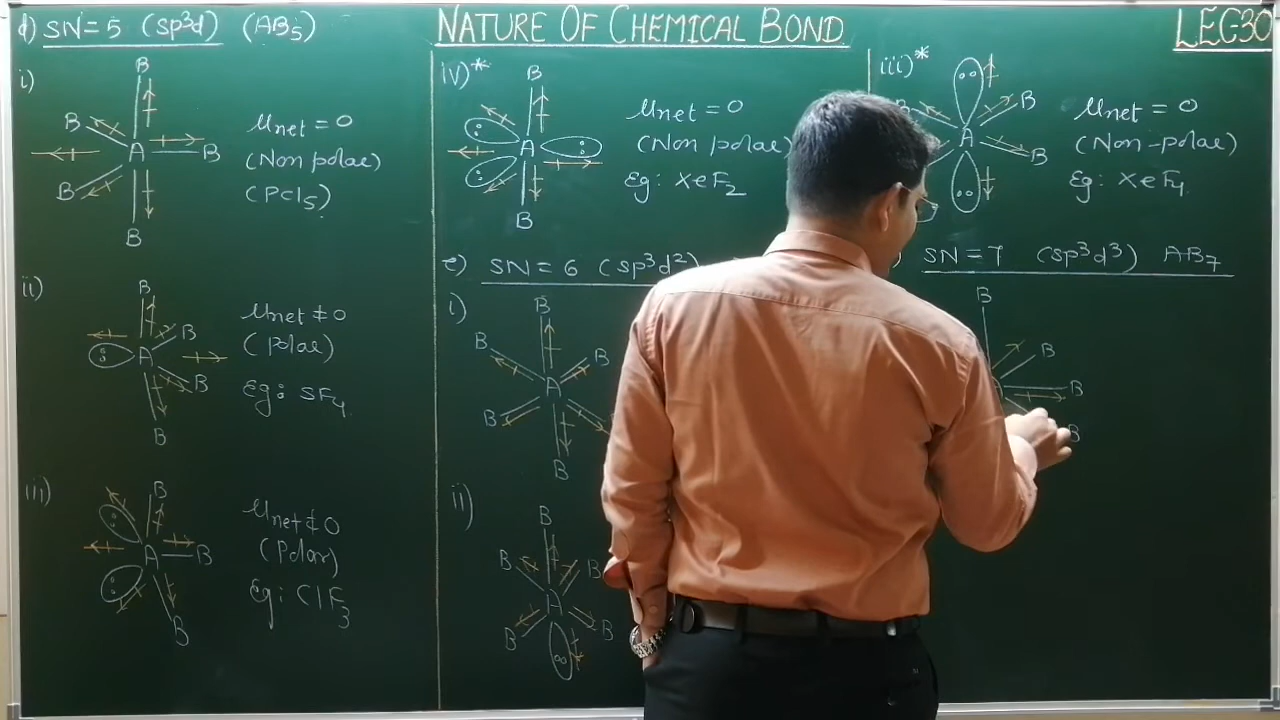 NATURE OF CHEMICAL BOND
LEC-30
d) SN=5 (sp³d) (AB₅)
i)
B
B
A
B
B
B
μnet = 0
(Non polar)
(PCl₅)
ii)
B
B
A
B
B
μnet ≠ 0
(Polar)
Eg: SF₄
iii)
B
A
B
B
μnet ≠ 0
(Polar)
Eg: ClF₃
iv)*
B
A
B
μnet = 0
(Non polar)
Eg: XeF₂
e) SN=6 (sp³d²)
i)
B
B
B
A
B
B
ii)
B
B
B
A
B
B
iii)*
B
A
B
μnet = 0
(Non-polar)
Eg: XeF₄
SN=7 (sp³d³) AB₇
B
B
B
B